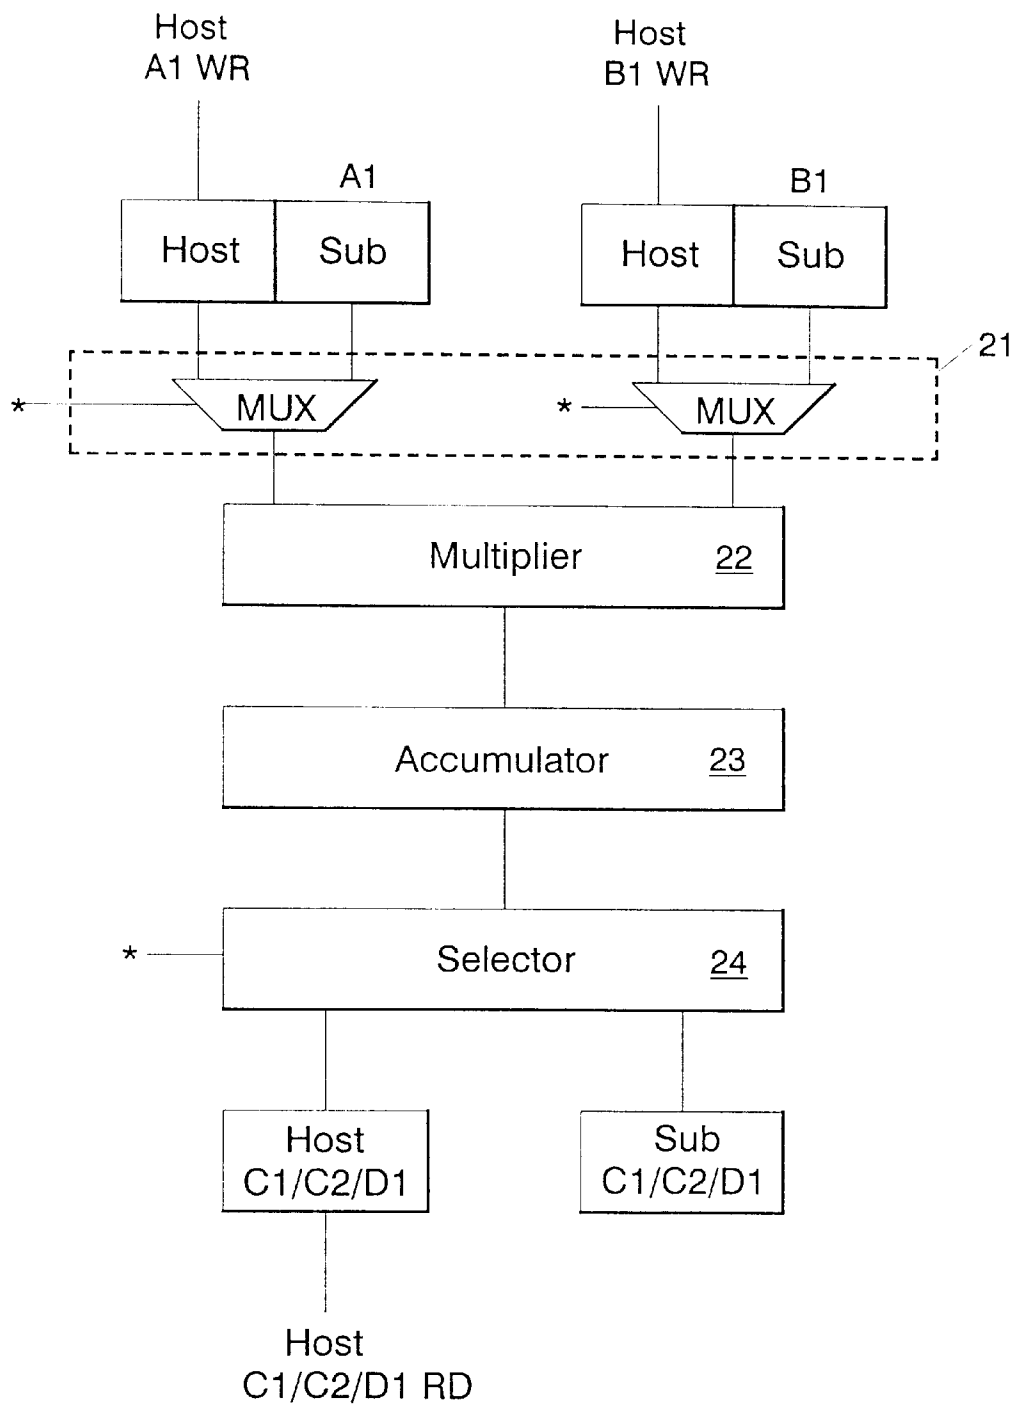 Host
A1 WR
Host
B1 WR
A1
B1
Host
Sub
Host
Sub
21
*
MUX
*
MUX
Multiplier 22
Accumulator 23
*
Selector 24
Host
C1/C2/D1
Sub
C1/C2/D1
Host
C1/C2/D1 RD